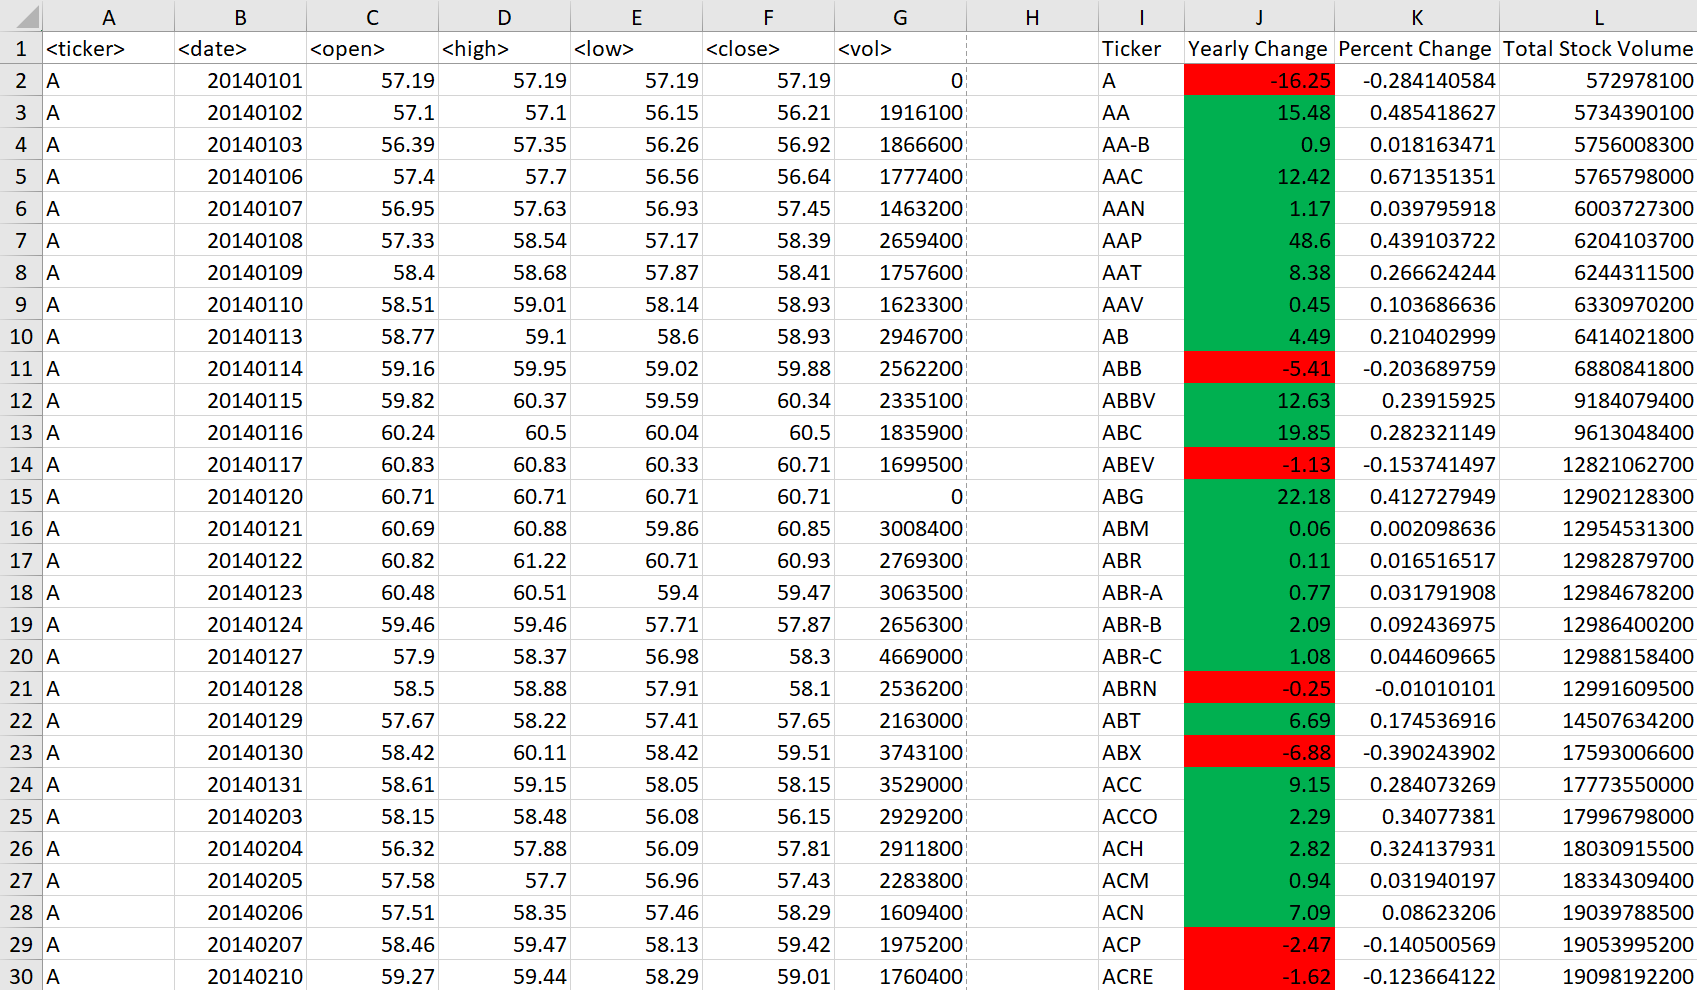 A B C D E F G H I J K L
1 <ticker> <date> <open> <high> <low> <close> <vol> Ticker Yearly Change Percent Change Total Stock Volume
2 A 20140101 57.19 57.19 57.19 57.19 0 A -16.25 -0.284140584 572978100
3 A 20140102 57.1 57.1 56.15 56.21 1916100 AA 15.48 0.485418627 5734390100
4 A 20140103 56.39 57.35 56.26 56.92 1866600 AA-B 0.9 0.018163471 5756008300
5 A 20140106 57.4 57.7 56.56 56.64 1777400 AAC 12.42 0.671351351 5765798000
6 A 20140107 56.95 57.63 56.93 57.45 1463200 AAN 1.17 0.039795918 6003727300
7 A 20140108 57.33 58.54 57.17 58.39 2659400 AAP 48.6 0.439103722 6204103700
8 A 20140109 58.4 58.68 57.87 58.41 1757600 AAT 8.38 0.266624244 6244311500
9 A 20140110 58.51 59.01 58.14 58.93 1623300 AAV 0.45 0.103686636 6330970200
10 A 20140113 58.77 59.1 58.6 58.93 2946700 AB 4.49 0.210402999 6414021800
11 A 20140114 59.16 59.95 59.02 59.88 2562200 ABB -5.41 -0.203689759 6880841800
12 A 20140115 59.82 60.37 59.59 60.34 2335100 ABBV 12.63 0.23915925 9184079400
13 A 20140116 60.24 60.5 60.04 60.5 1835900 ABC 19.85 0.282321149 9613048400
14 A 20140117 60.83 60.83 60.33 60.71 1699500 ABEV -1.13 -0.153741497 12821062700
15 A 20140120 60.71 60.71 60.71 60.71 0 ABG 22.18 0.412727949 12902128300
16 A 20140121 60.69 60.88 59.86 60.85 3008400 ABM 0.06 0.002098636 12954531300
17 A 20140122 60.82 61.22 60.71 60.93 2769300 ABR 0.11 0.016516517 12982879700
18 A 20140123 60.48 60.51 59.4 59.47 3063500 ABR-A 0.77 0.031791908 12984678200
19 A 20140124 59.46 59.46 57.71 57.87 2656300 ABR-B 2.09 0.092436975 12986400200
20 A 20140127 57.9 58.37 56.98 58.3 4669000 ABR-C 1.08 0.044609665 12988158400
21 A 20140128 58.5 58.88 57.91 58.1 2536200 ABRN -0.25 -0.01010101 12991609500
22 A 20140129 57.67 58.22 57.41 57.65 2163000 ABT 6.69 0.174536916 14507634200
23 A 20140130 58.42 60.11 58.42 59.51 3743100 ABX -6.88 -0.390243902 17593006600
24 A 20140131 58.61 59.15 58.05 58.15 3529000 ACC 9.15 0.284073269 17773550000
25 A 20140203 58.15 58.48 56.08 56.15 2929200 ACCO 2.29 0.34077381 17996798000
26 A 20140204 56.32 57.88 56.09 57.81 2911800 ACH 2.82 0.324137931 18030915500
27 A 20140205 57.58 57.7 56.96 57.43 2283800 ACM 0.94 0.031940197 18334309400
28 A 20140206 57.51 58.35 57.46 58.29 1609400 ACN 7.09 0.08623206 19039788500
29 A 20140207 58.46 59.47 58.13 59.42 1975200 ACP -2.47 -0.140500569 19053995200
30 A 20140210 59.27 59.44 58.29 59.01 1760400 ACRE -1.62 -0.123664122 19098192200